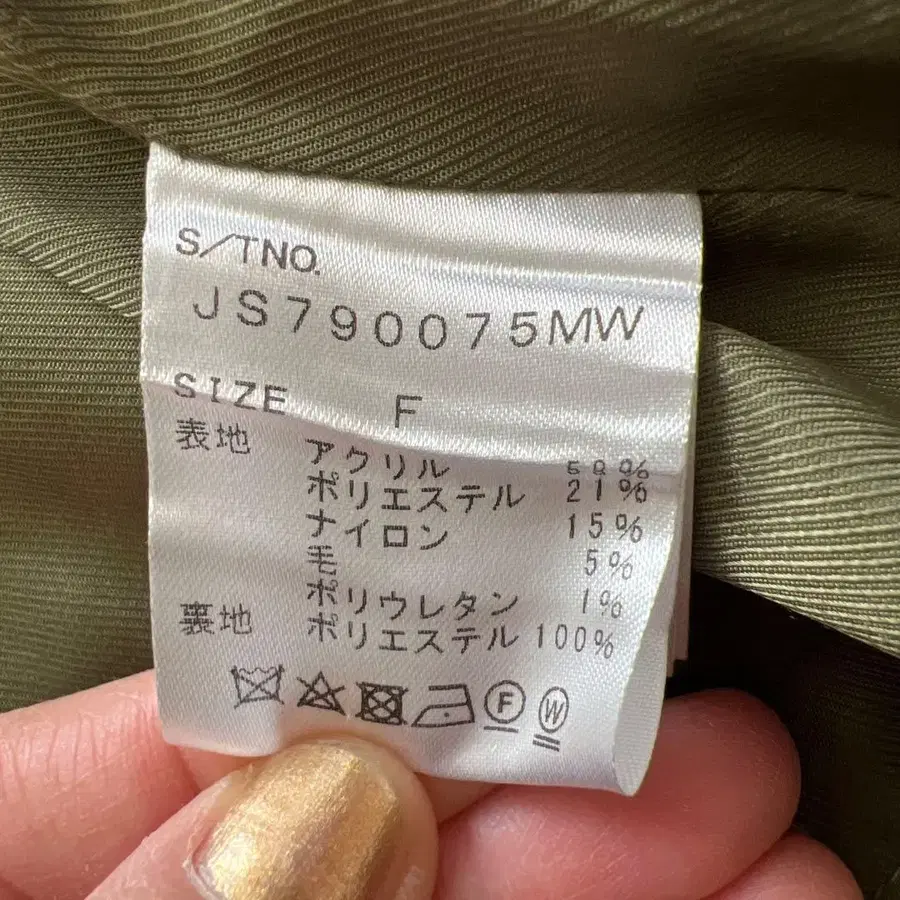 S/TNO.
JS790075MW
SIZE F
表地 アクリル 58%
ポリエステル 21%
ナイロン 15%
毛 5%
ポリウレタン 1%
裏地 ポリエステル 100%
F W